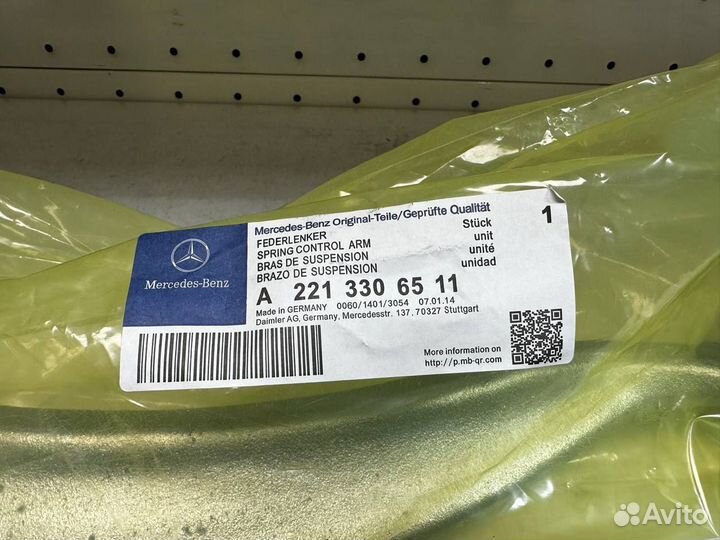 Mercedes-Benz
Mercedes-Benz Original-Teile/Geprüfte Qualität
FEDERLENKER Stück 1
SPRING CONTROL ARM unit
BRAS DE SUSPENSION unité
BRAZO DE SUSPENSION unidad
A 221 330 65 11
Made in GERMANY 0060/1401/3054 07.01.14
Daimler AG, Germany, Mercedesstr. 137.70327 Stuttgart
More information on
http://p.mb-qr.com
Avito